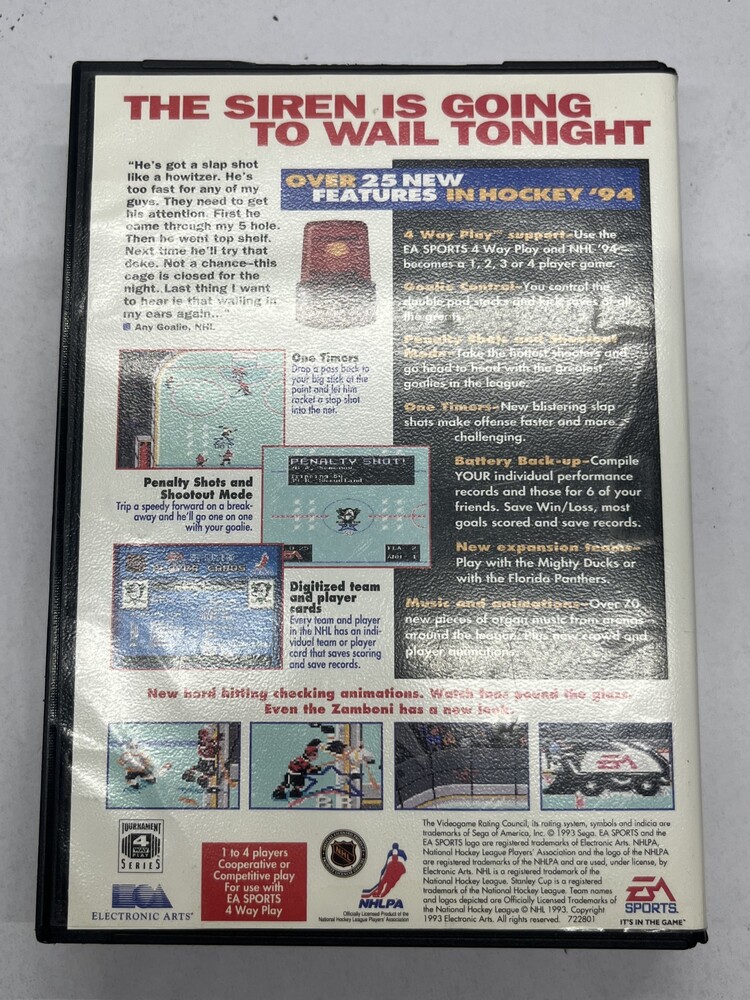 THE SIREN IS GOING
TO WAIL TONIGHT
"He's got a slap shot
like a howitzer. He's
too fast for any of my
guys. They need to get
his attention. First he
came through my 5 hole.
Then he went top shelf.
Next time he'll try that
deke. Not a chance–this
cage is closed for the
night. Last thing I want
to hear is that wailing in
my ears again..."
Any Goalie, NHL
OVER 25 NEW
FEATURES IN HOCKEY '94
4 Way Play™ support–Use the
EA SPORTS 4 Way Play and NHL '94
becomes a 1, 2, 3 or 4 player game.
Goalie Control–You control the
double pad stacks and kick saves of all
the greats.
Penalty Shots and Shootout
Mode–Take the hottest shooters and
go head to head with the greatest
goalies in the league.
One Timers–New blistering slap
shots make offense faster and more
challenging.
Battery Back-up–Compile
YOUR individual performance
records and those for 6 of your
friends. Save Win/Loss, most
goals scored and save records.
New expansion teams–
Play with the Mighty Ducks or
with the Florida Panthers.
Music and animations–Over 20
new pieces of organ music from arenas
around the league. Plus new crowd and
player animations.
One Timers
Drop a pass back to
your big stick at the
point and let him
rocket a slap shot
into the net.
PENALTY SHOT!
Penalty Shots and
Shootout Mode
Trip a speedy forward on a break-
away and he'll go one on one
with your goalie.
PLAYER CARDS
Digitized team
and player
cards
Every team and player
in the NHL has an indi-
vidual team or player
card that saves scoring
and save records.
New hard hitting checking animations. Watch fans pound the glass.
Even the Zamboni has a new look.
EA
TOURNAMENT
4
WAY
PLAY
SERIES
ELECTRONIC ARTS®
1 to 4 players
Cooperative or
Competitive play
For use with
EA SPORTS
4 Way Play
NHL
NHLPA
Officially Licensed Product of the
National Hockey League Players' Association
The Videogame Rating Council, its rating system, symbols and indicia are
trademarks of Sega of America, Inc. © 1993 Sega. EA SPORTS and the
EA SPORTS logo are registered trademarks of Electronic Arts. NHLPA,
National Hockey League Players' Association and the logo of the NHLPA
are registered trademarks of the NHLPA and are used, under license, by
Electronic Arts. NHL is a registered trademark of the
National Hockey League. Stanley Cup is a registered
trademark of the National Hockey League. Team names
and logos depicted are Officially Licensed Trademarks of
the National Hockey League © NHL 1993. Copyright
1993 Electronic Arts. All rights reserved. 722801
EA
SPORTS™
IT'S IN THE GAME™